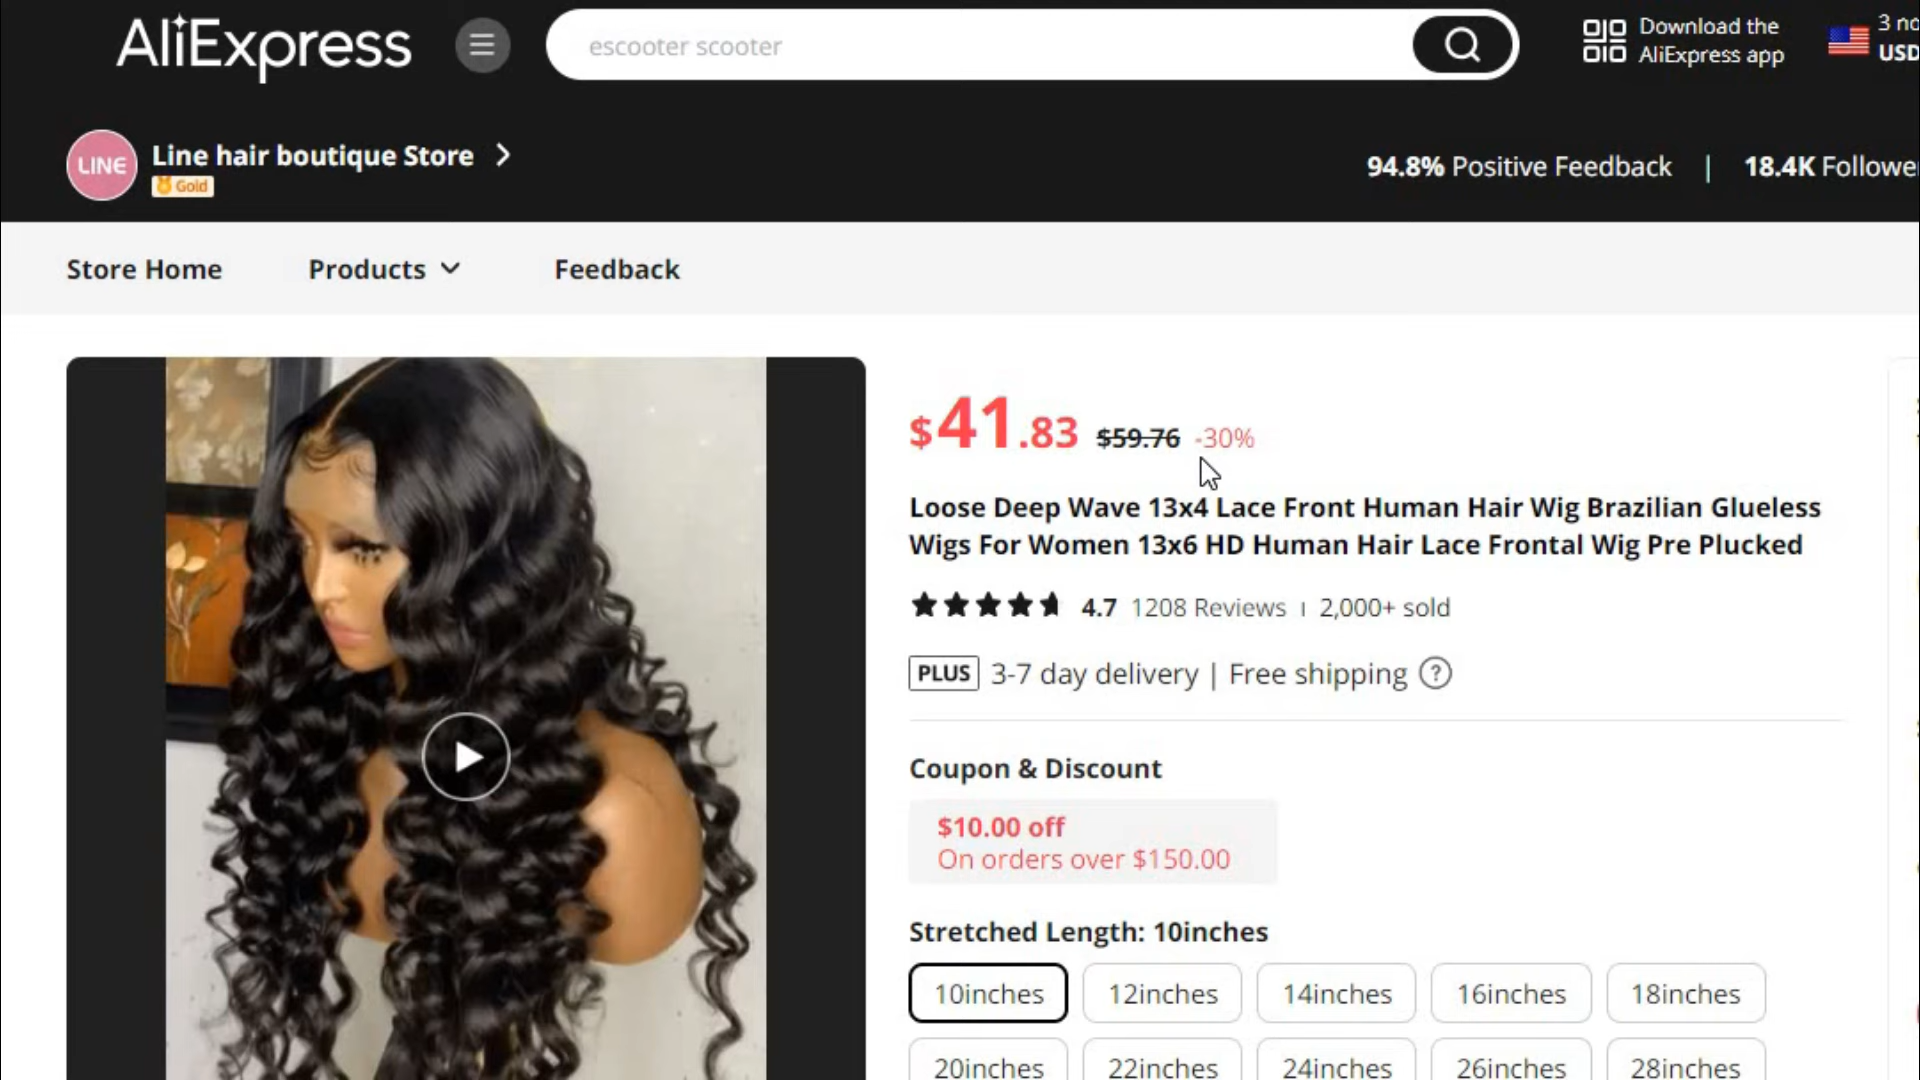 AliExpress
escooter scooter
Download the
AliExpress app
USD
LINE
Line hair boutique Store
Gold
94.8% Positive Feedback | 18.4K
Store Home
Products
Feedback
$41.83 $59.76 -30%
Loose Deep Wave 13x4 Lace Front Human Hair Wig Brazilian Glueless
Wigs For Women 13x6 HD Human Hair Lace Frontal Wig Pre Plucked
4.7 1208 Reviews | 2,000+ sold
PLUS 3-7 day delivery | Free shipping ?
Coupon & Discount
$10.00 off
On orders over $150.00
Stretched Length: 10inches
10inches 12inches 14inches 16inches 18inches
20inches 22inches 24inches 26inches 28inches